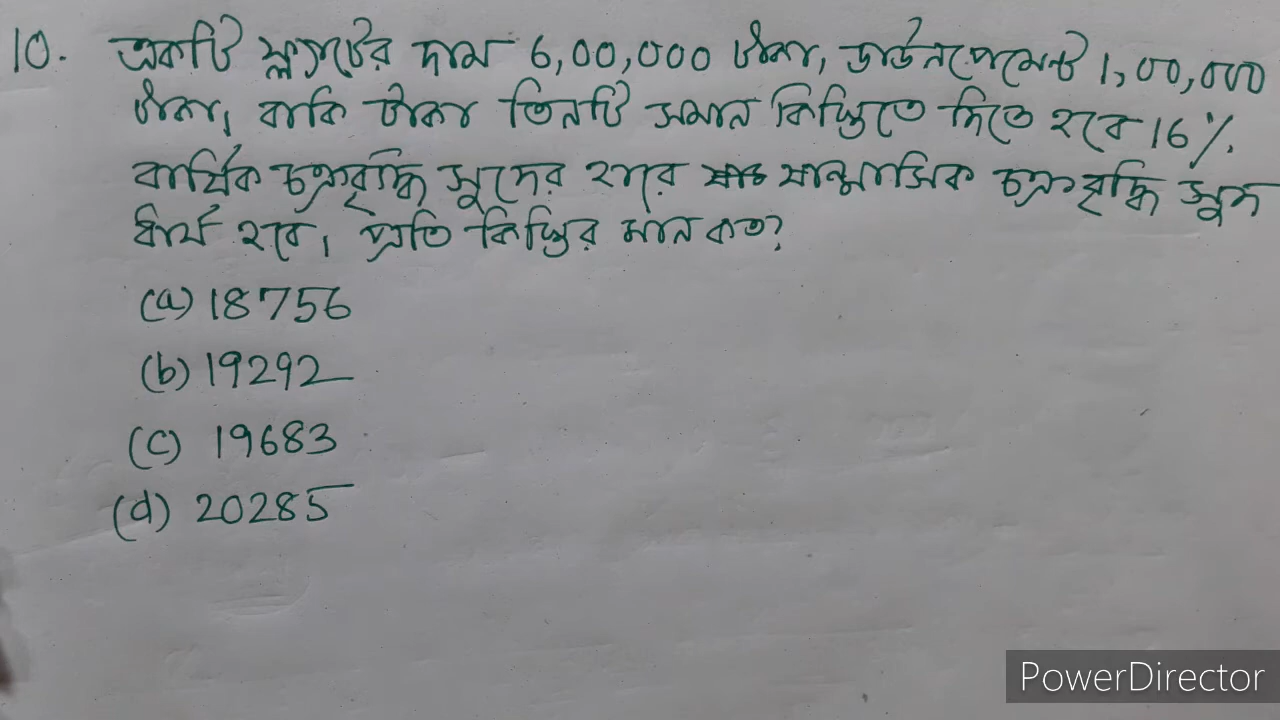 10. একটি ফ্ল্যাটের দাম 6,00,000 টাকা, ডাউনপেমেন্ট 1,00,000
টাকা, বাকি টাকা তিনটি সমান কিস্তিতে দিতে হবে 16%
বার্ষিক চক্রবৃদ্ধি সুদের হারে ষান্মাসিক চক্রবৃদ্ধি সুদ
ধার্য হবে। প্রতি কিস্তির মান কত?
(a) 18756
(b) 19292
(c) 19683
(d) 20285
PowerDirector